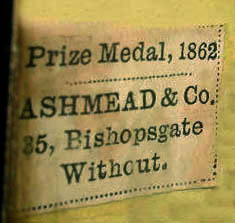 Prize Medal, 1862
ASHMEAD & Co.
35, Bishopsgate
Without.